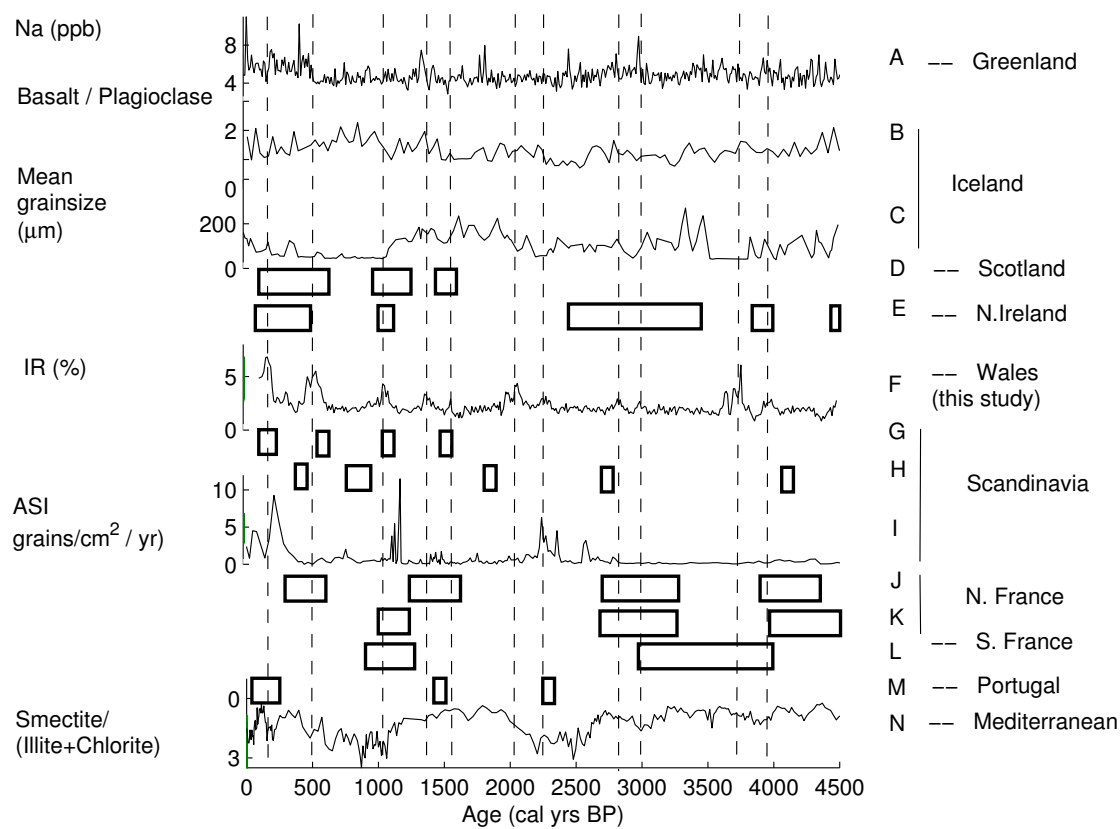 Na (ppb)
8
4
A −− Greenland
Basalt / Plagioclase
2
0
B
Iceland
Mean
grainsize
(μm)
200
0
C
D −− Scotland
E −− N.Ireland
IR (%)
5
0
F −− Wales
(this study)
G
H
Scandinavia
ASI
grains/cm² / yr)
10
5
0
I
J
N. France
K
L −− S. France
M −− Portugal
N −− Mediterranean
Smectite/
(Illite+Chlorite)
0
3
0 500 1000 1500 2000 2500 3000 3500 4000 4500
Age (cal yrs BP)